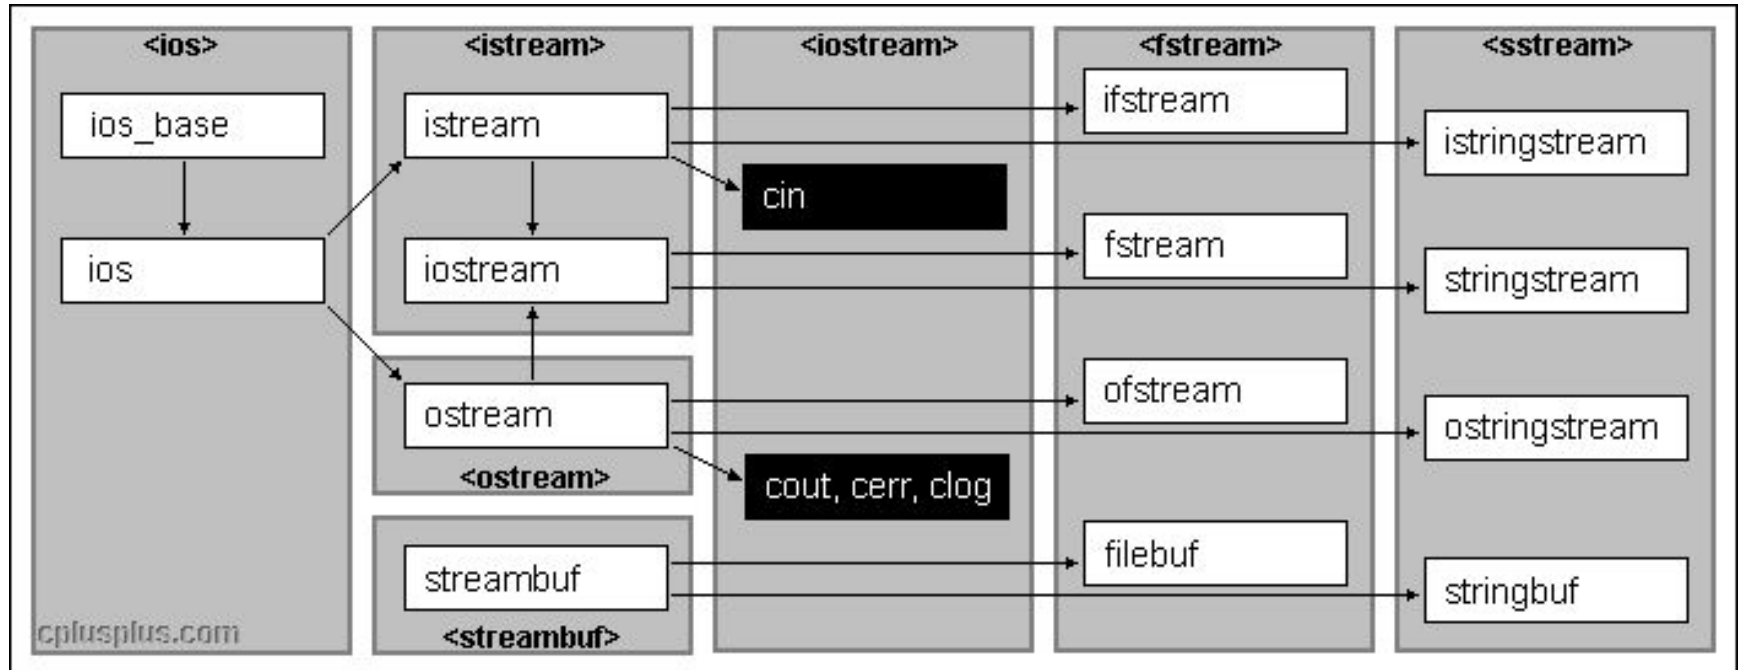 <ios>
ios_base
ios
cplusplus.com
<istream>
istream
iostream
ostream
<ostream>
streambuf
<streambuf>
<iostream>
cin
cout, cerr, clog
<fstream>
ifstream
fstream
ofstream
filebuf
<sstream>
istringstream
stringstream
ostringstream
stringbuf